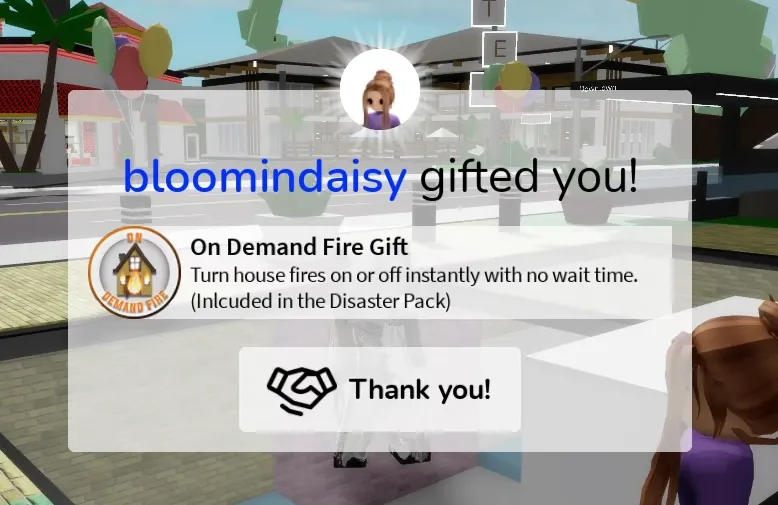 T
E
bloomindaisy gifted you!
ON
DEMAND FIRE
On Demand Fire Gift
Turn house fires on or off instantly with no wait time.
(Inlcuded in the Disaster Pack)
Thank you!